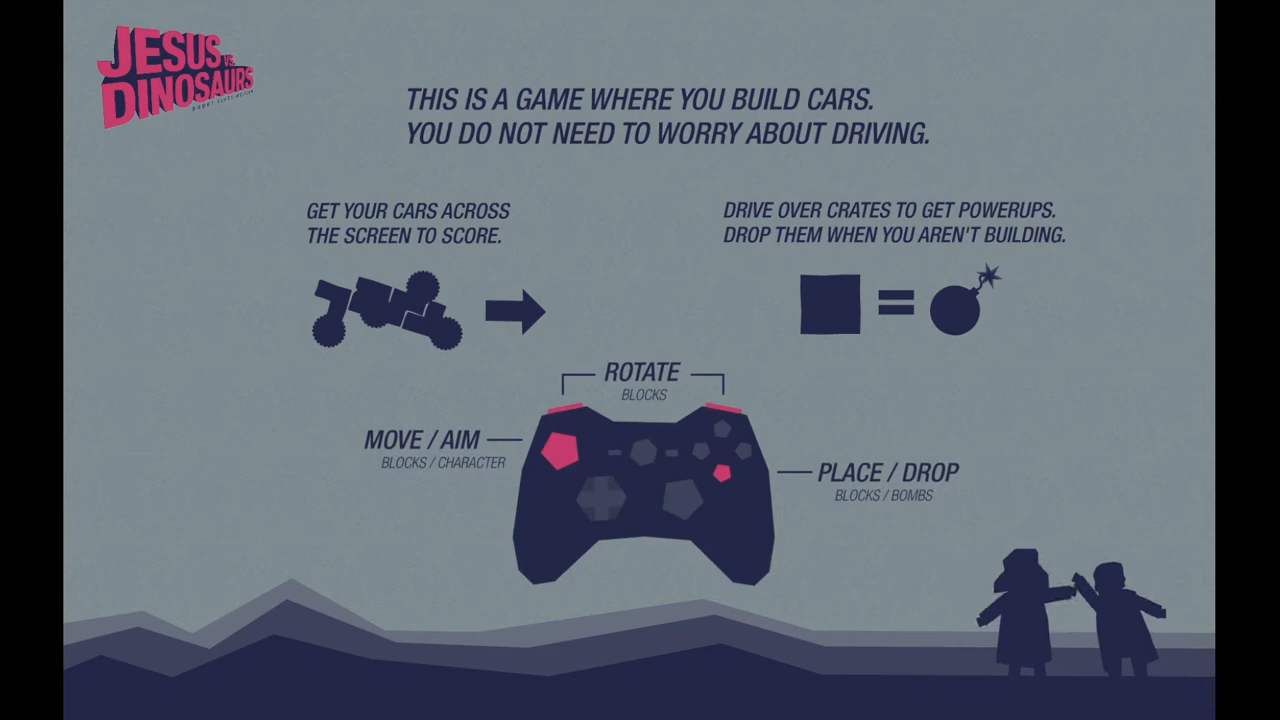 JESUS VS.
DINOSAURS
THIS IS A GAME WHERE YOU BUILD CARS.
YOU DO NOT NEED TO WORRY ABOUT DRIVING.
GET YOUR CARS ACROSS
THE SCREEN TO SCORE.
DRIVE OVER CRATES TO GET POWERUPS.
DROP THEM WHEN YOU AREN'T BUILDING.
=
ROTATE
BLOCKS
MOVE / AIM
BLOCKS / CHARACTER
PLACE / DROP
BLOCKS / BOMBS